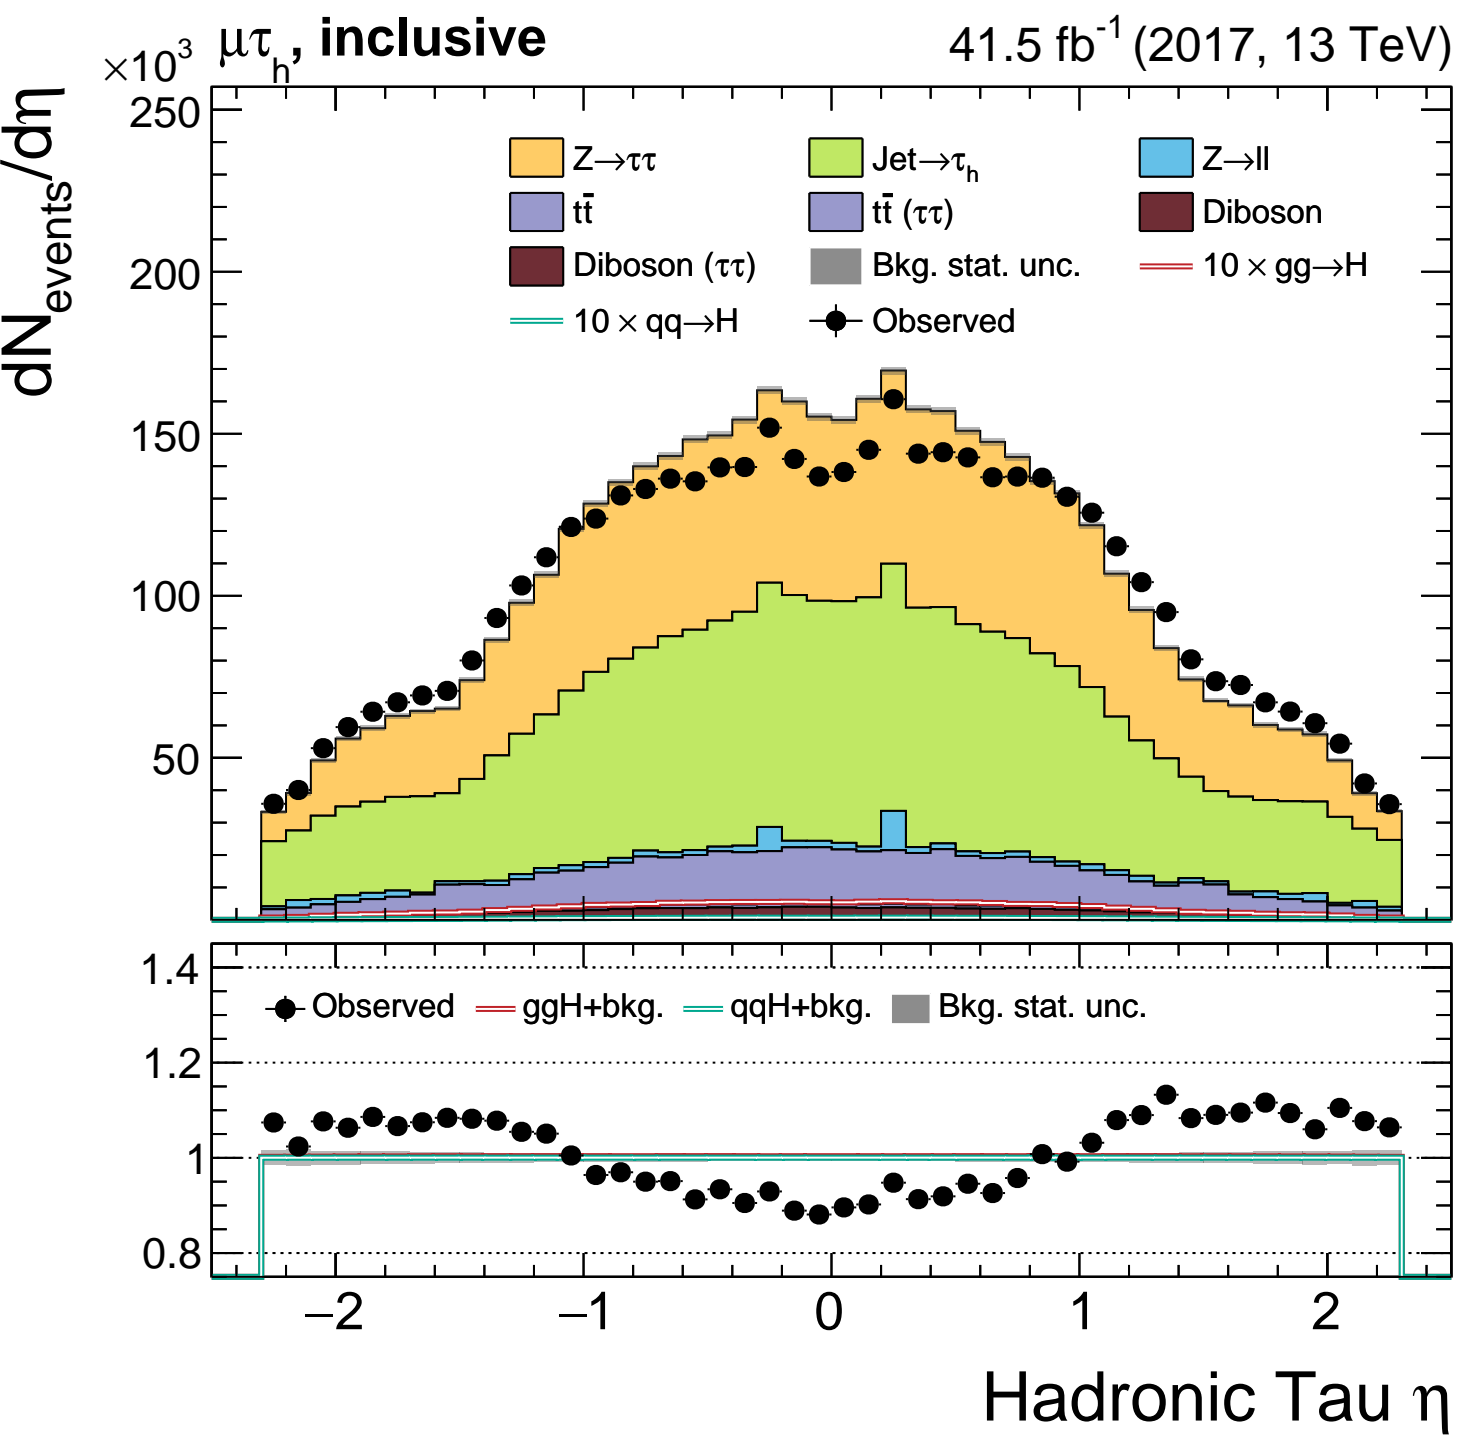 ×10³ μτₕ, inclusive 41.5 fb⁻¹ (2017, 13 TeV)
dN_events/dη
250
200
150
100
50
Z→ττ Jet→τₕ Z→ll
tt̄ tt̄ (ττ) Diboson
Diboson (ττ) Bkg. stat. unc. 10 × gg→H
10 × qq→H Observed
1.4
1.2
1
0.8
Observed ggH+bkg. qqH+bkg. Bkg. stat. unc.
−2 −1 0 1 2
Hadronic Tau η